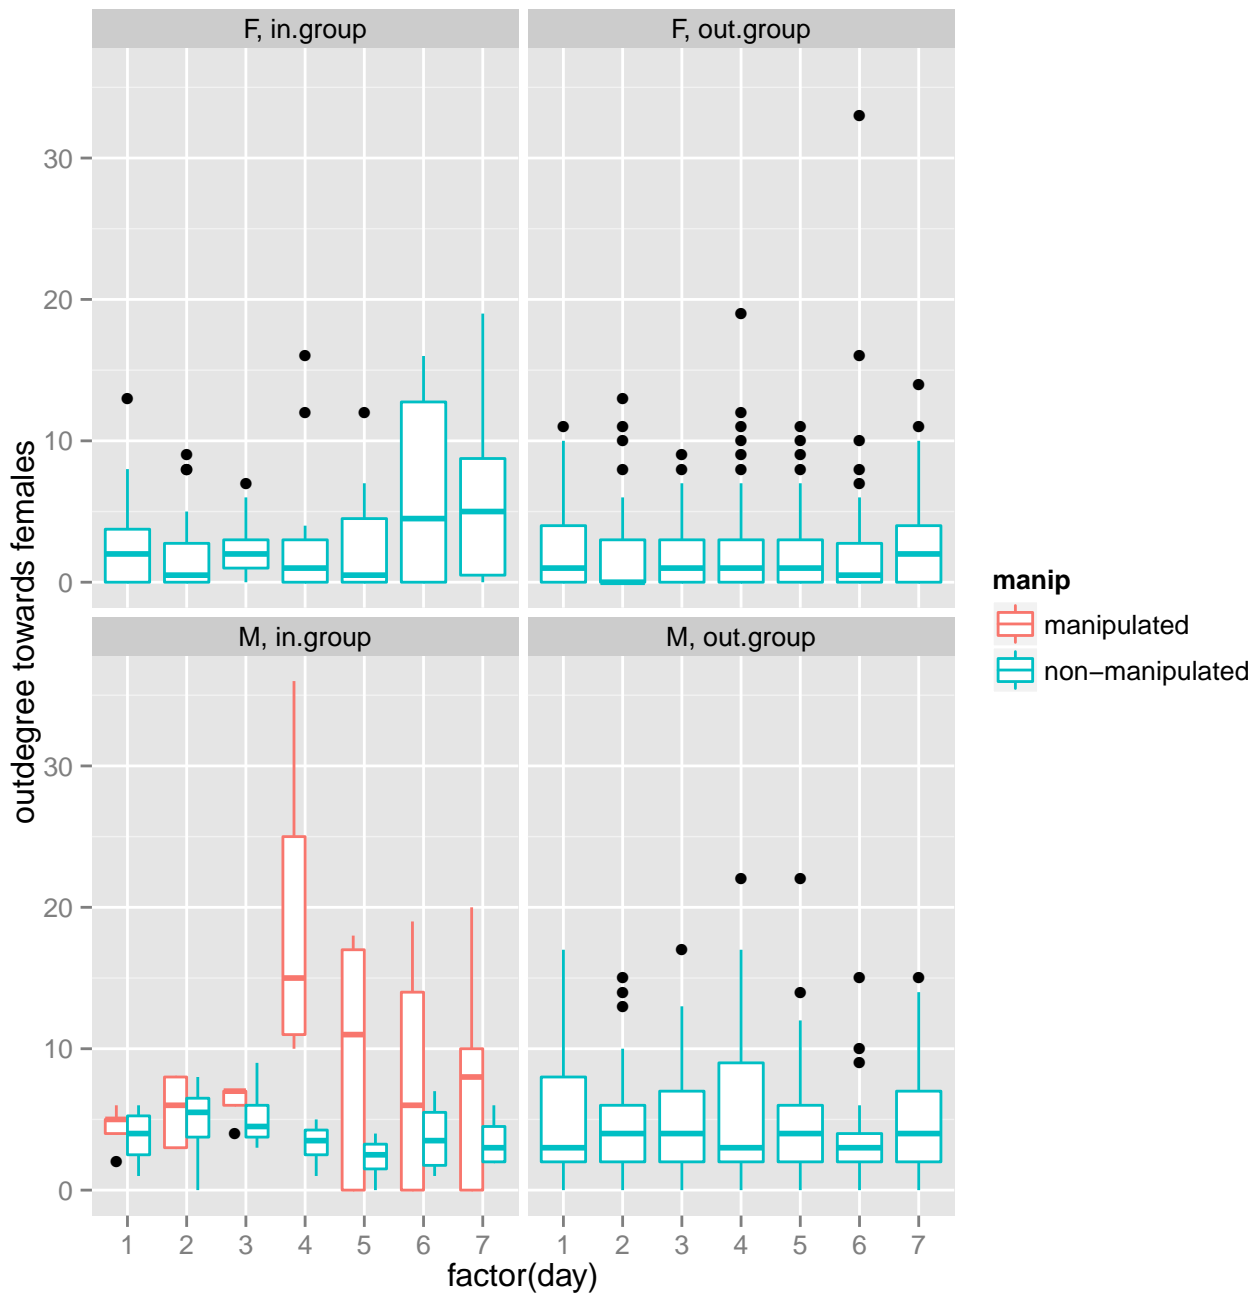 F, in.group
F, out.group
30
20
10
0
M, in.group
M, out.group
30
20
10
0
1 2 3 4 5 6 7
1 2 3 4 5 6 7
factor(day)
outdegree towards females
manip
manipulated
non−manipulated